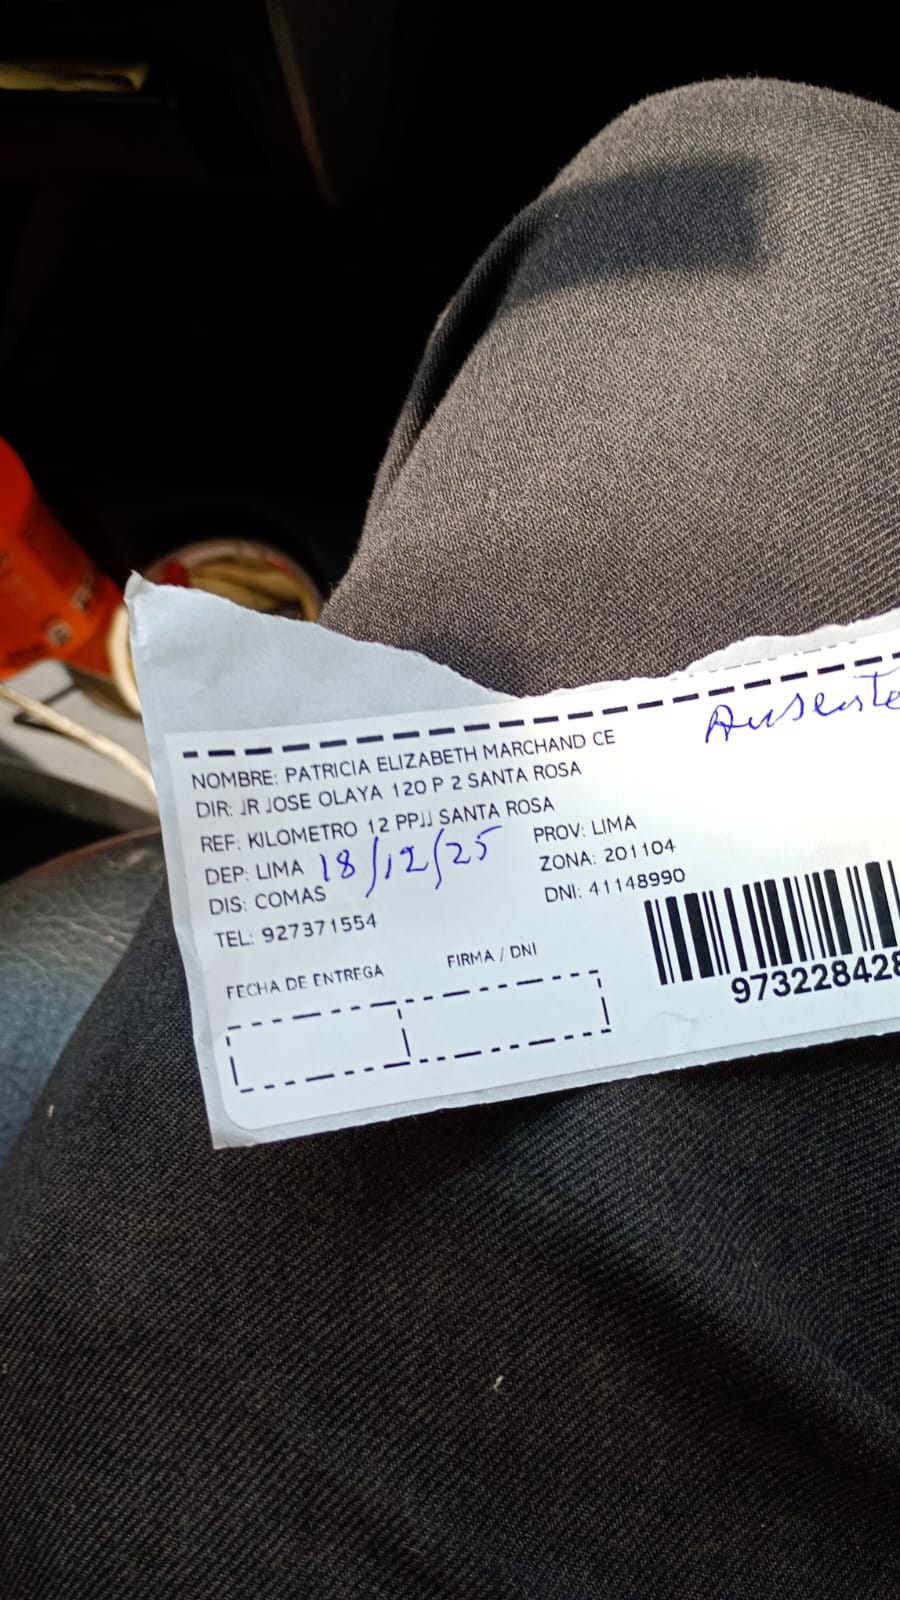 Ausente
NOMBRE: PATRICIA ELIZABETH MARCHAND CE
DIR: JR JOSE OLAYA 120 P 2 SANTA ROSA
REF: KILOMETRO 12 PPJJ SANTA ROSA
DEP: LIMA 18/12/25 PROV: LIMA
DIS: COMAS ZONA: 201104
TEL: 927371554 DNI: 41148990
FECHA DE ENTREGA FIRMA / DNI
973228428